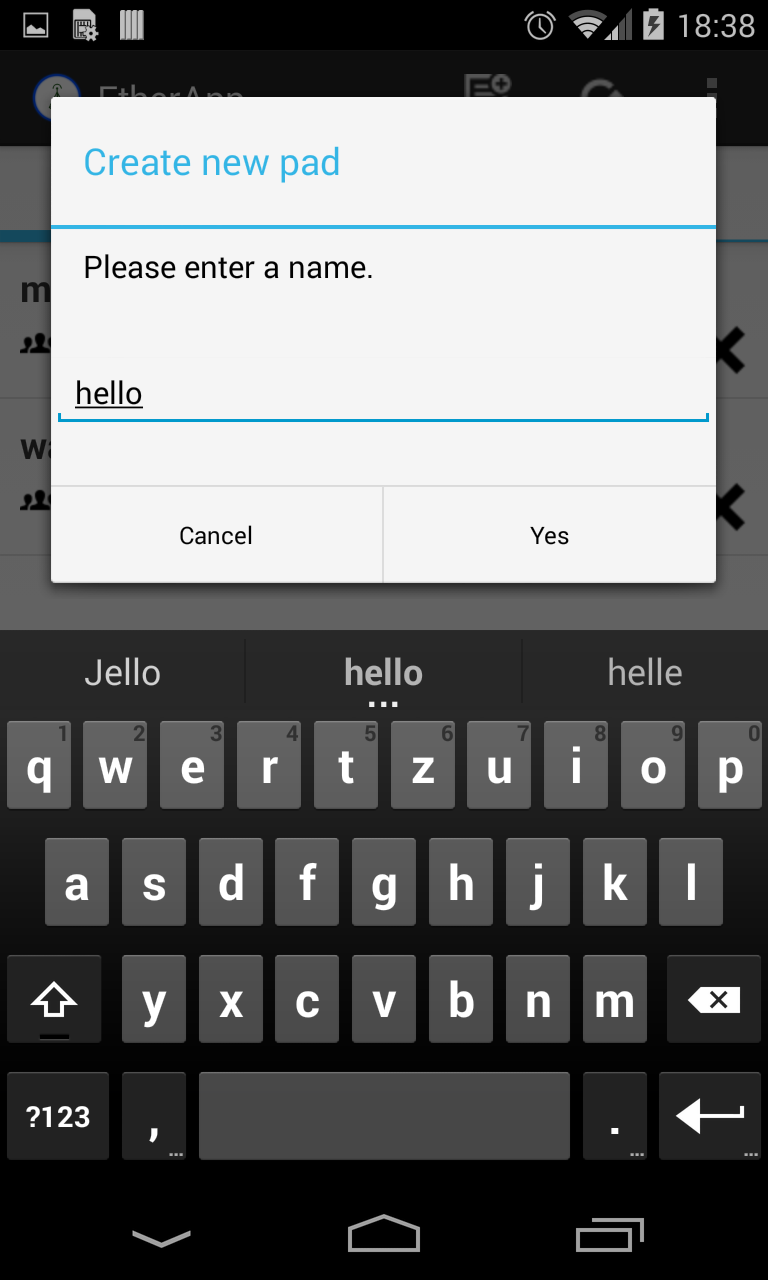 18:38
Create new pad
Please enter a name.
hello
Cancel Yes
Jello hello helle
1 2 3 4 5 6 7 8 9 0
q w e r t z u i o p
a s d f g h j k l
y x c v b n m
?123 , .